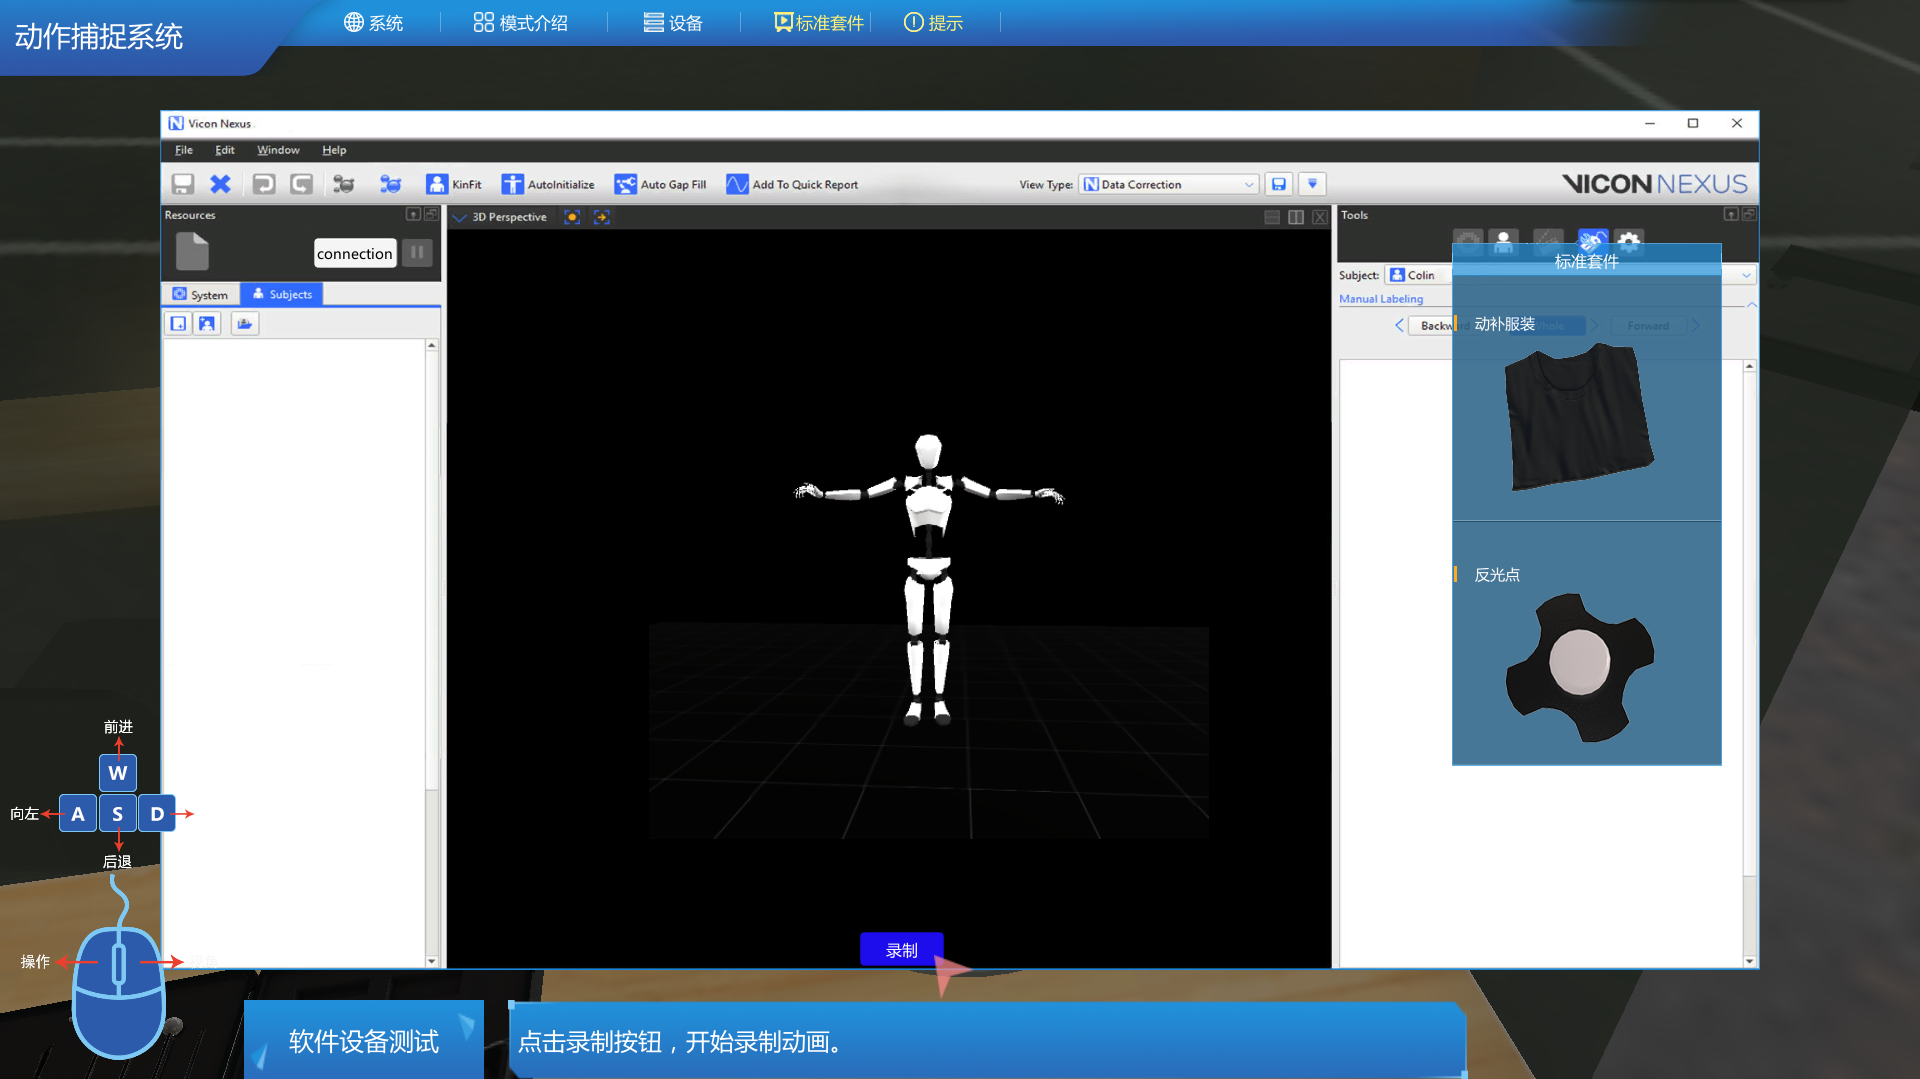 动作捕捉系统
系统
模式介绍
设备
标准套件
提示
Vicon Nexus
File Edit Window Help
KinFit
AutoInitialize
Auto Gap Fill
Add To Quick Report
View Type:
Data Correction
VICON NEXUS
Resources
3D Perspective
Tools
connection
标准套件
Subject:
Colin
System
Subjects
Manual Labeling
动补服装
Forward
反光点
前进
W
向左
A
S
D
后退
操作
录制
软件设备测试
点击录制按钮，开始录制动画。